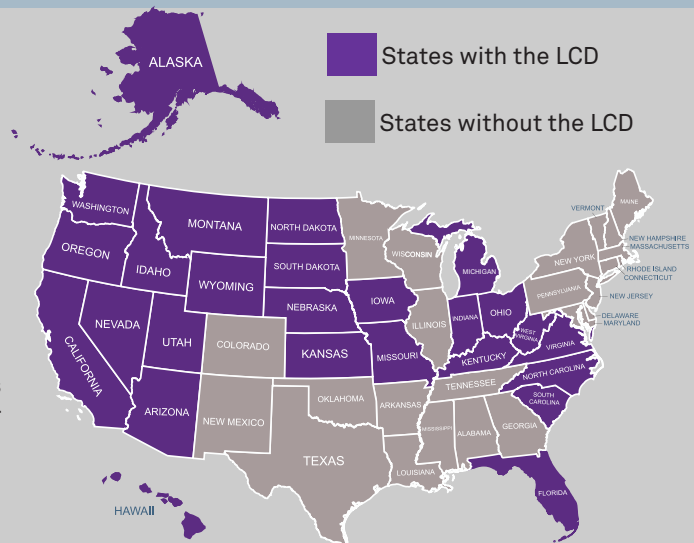 ALASKA
States with the LCD
States without the LCD
WASHINGTON
MONTANA
NORTH DAKOTA
MINNESOTA
VERMONT
MAINE
OREGON
IDAHO
SOUTH DAKOTA
WISCONSIN
MICHIGAN
NEW YORK
NEW HAMPSHIRE
MASSACHUSETTS
RHODE ISLAND
CONNECTICUT
WYOMING
NEBRASKA
IOWA
PENNSYLVANIA
NEW JERSEY
NEVADA
UTAH
COLORADO
KANSAS
MISSOURI
ILLINOIS
INDIANA
OHIO
WEST
VIRGINIA
VIRGINIA
DELAWARE
MARYLAND
CALIFORNIA
KENTUCKY
NORTH CAROLINA
TENNESSEE
SOUTH
CAROLINA
ARIZONA
NEW MEXICO
OKLAHOMA
ARKANSAS
MISSISSIPPI
ALABAMA
GEORGIA
TEXAS
LOUISIANA
FLORIDA
HAWAII